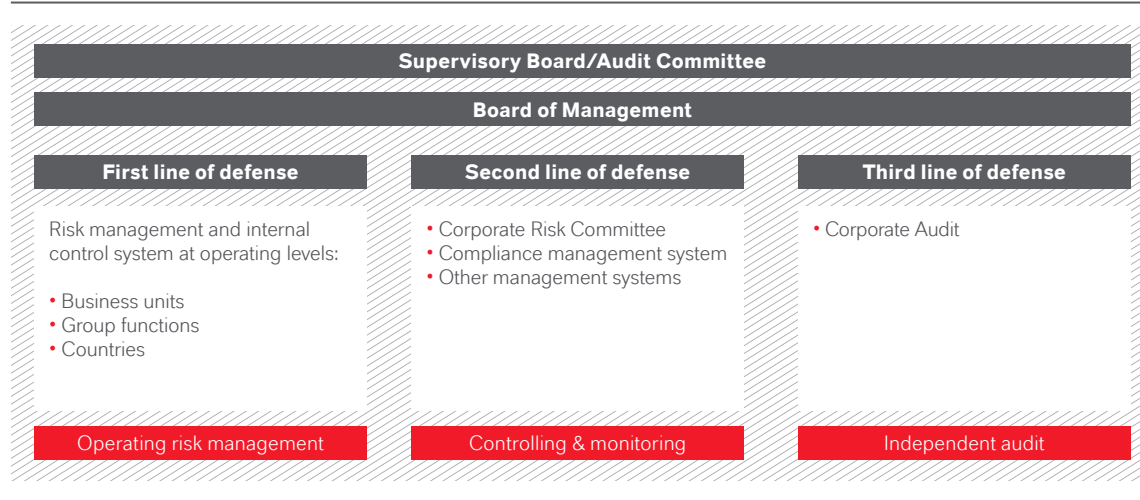 Supervisory Board/Audit Committee
Board of Management
First line of defense
Risk management and internal
control system at operating levels:
• Business units
• Group functions
• Countries
Operating risk management
Second line of defense
• Corporate Risk Committee
• Compliance management system
• Other management systems
Controlling & monitoring
Third line of defense
• Corporate Audit
Independent audit